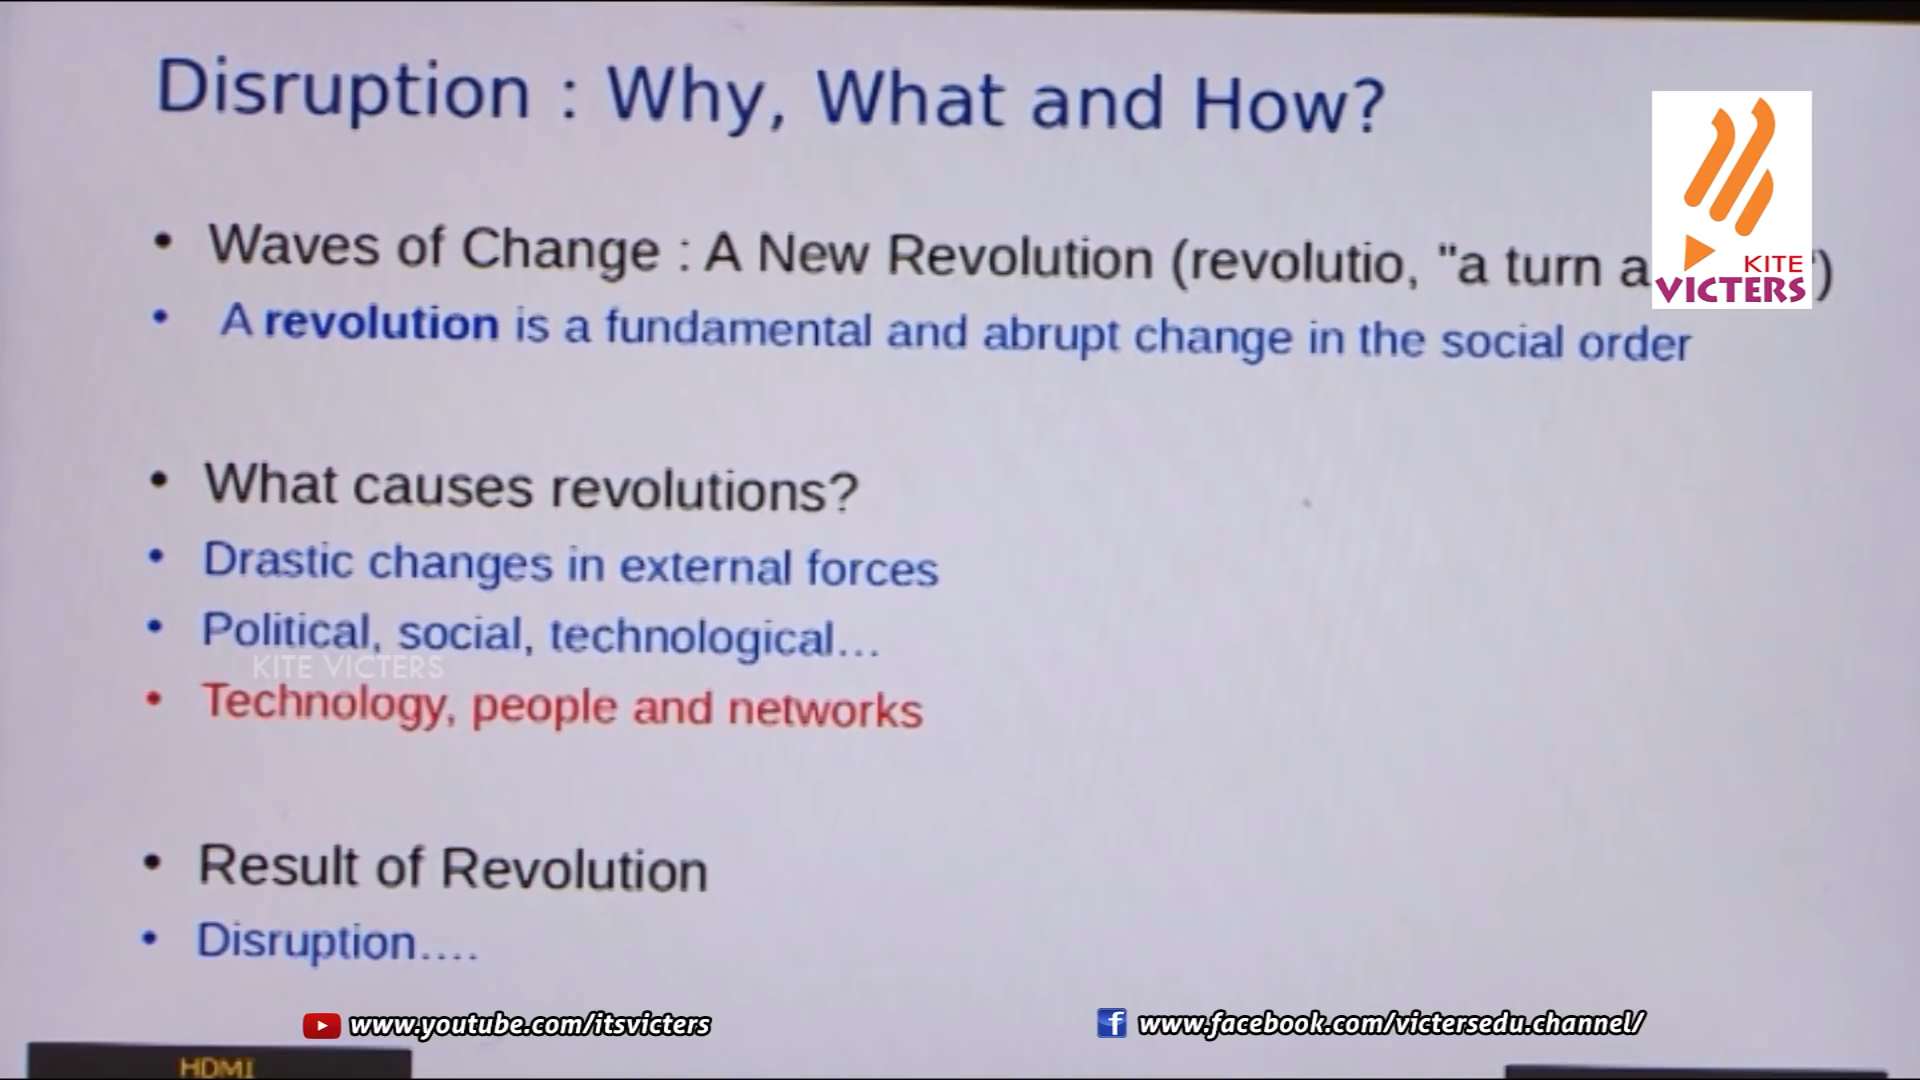 Disruption : Why, What and How?
• Waves of Change : A New Revolution (revolutio, "a turn a ")
• A revolution is a fundamental and abrupt change in the social order
• What causes revolutions?
• Drastic changes in external forces
• Political, social, technological...
KITE VICTERS
• Technology, people and networks
• Result of Revolution
• Disruption....
KITE
VICTERS
www.youtube.com/itsvicters
www.facebook.com/victersedu.channel/
HDMI